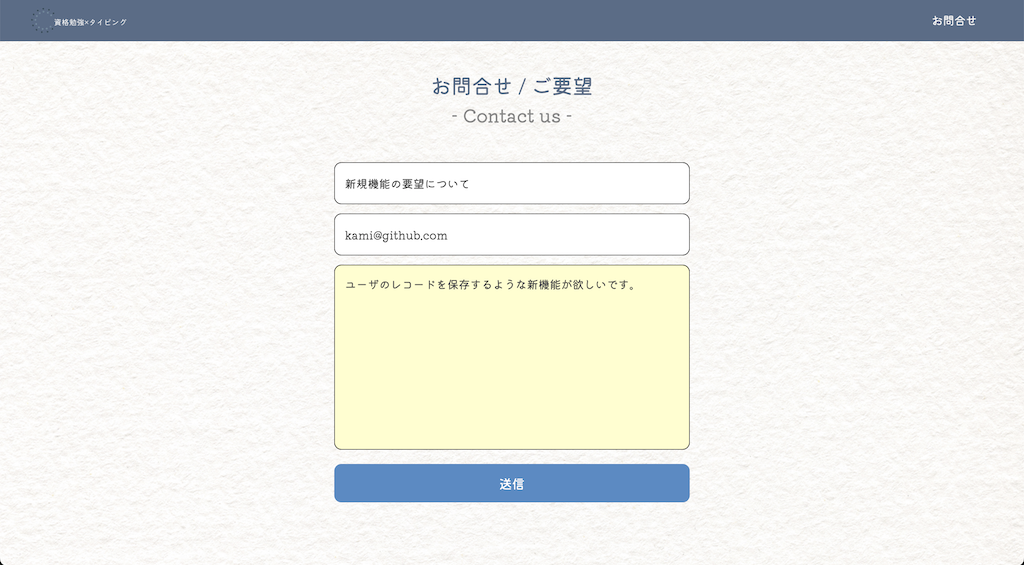 資格勉強×タイピング
お問合せ
お問合せ / ご要望
- Contact us -
新規機能の要望について
kami@github.com
ユーザのレコードを保存するような新機能が欲しいです。
送信